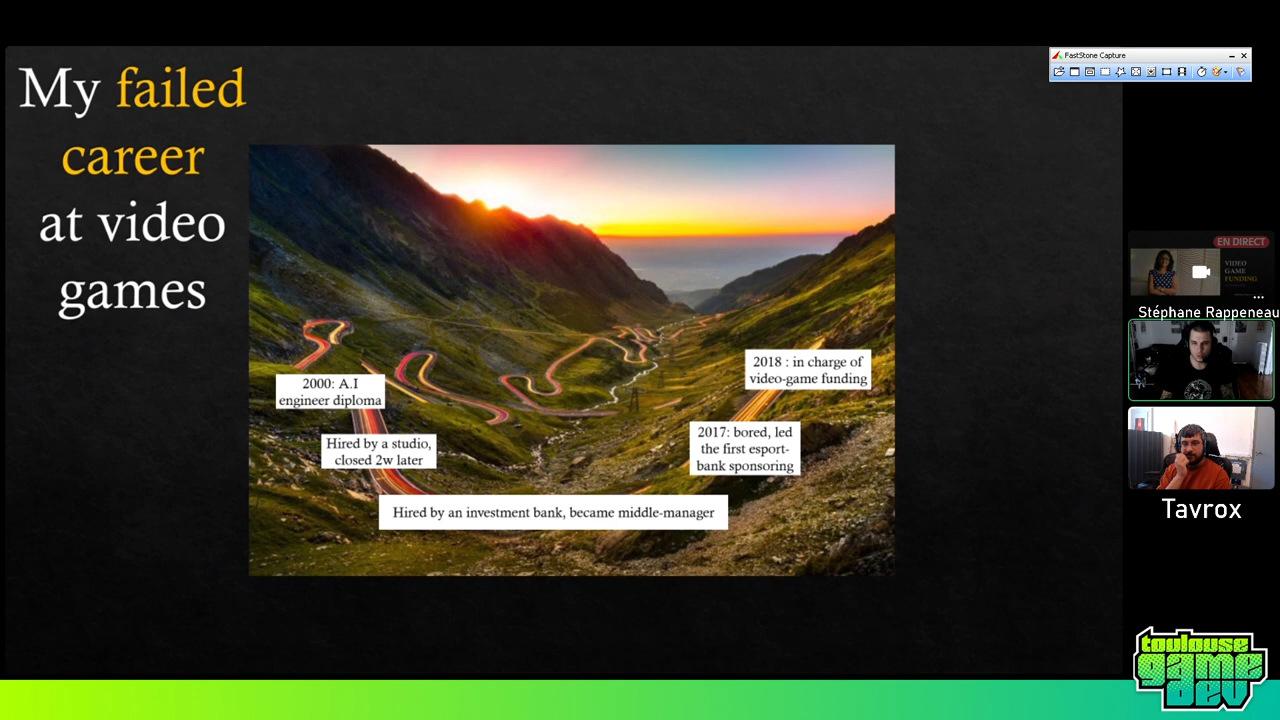 My failed
career
at video
games
2000: A.I
engineer diploma
Hired by a studio,
closed 2w later
Hired by an investment bank, became middle-manager
2017: bored, led
the first esport-
bank sponsoring
2018 : in charge of
video-game funding
FastStone Capture
EN DIRECT
VIDEO
GAME
FUNDING
Stéphane Rappeneau
Tavrox
toulouse
game
dev